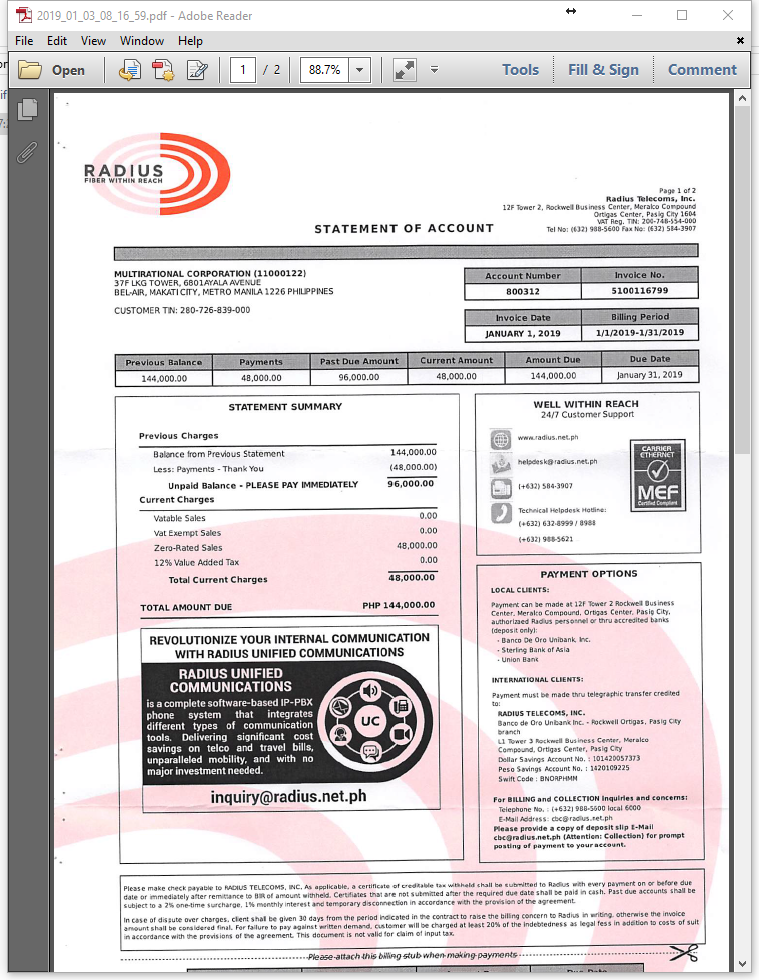 2019_01_03_08_16_59.pdf - Adobe Reader
File Edit View Window Help
Open 1 / 2 88.7% Tools Fill & Sign Comment
RADIUS
FIBER WITHIN REACH
Page 1 of 2
Radius Telecoms, Inc.
12F Tower 2, Rockwell Business Center, Meralco Compound
Ortigas Center, Pasig City 1604
VAT Reg. TIN: 200-748-554-000
Tel No: (632) 988-5600 Fax No: (632) 584-3907
STATEMENT OF ACCOUNT
MULTIRATIONAL CORPORATION (11000122)
37F LKG TOWER, 6801AYALA AVENUE
BEL-AIR, MAKATI CITY, METRO MANILA 1226 PHILIPPINES
CUSTOMER TIN: 280-726-839-000
Account Number Invoice No.
800312 5100116799
Invoice Date Billing Period
JANUARY 1, 2019 1/1/2019-1/31/2019
Previous Balance Payments Past Due Amount Current Amount Amount Due Due Date
144,000.00 48,000.00 96,000.00 48,000.00 144,000.00 January 31, 2019
STATEMENT SUMMARY
Previous Charges
Balance from Previous Statement 144,000.00
Less: Payments - Thank You (48,000.00)
Unpaid Balance - PLEASE PAY IMMEDIATELY 96,000.00
Current Charges
Vatable Sales 0.00
Vat Exempt Sales 0.00
Zero-Rated Sales 48,000.00
12% Value Added Tax 0.00
Total Current Charges 48,000.00
TOTAL AMOUNT DUE PHP 144,000.00
REVOLUTIONIZE YOUR INTERNAL COMMUNICATION
WITH RADIUS UNIFIED COMMUNICATIONS
RADIUS UNIFIED
COMMUNICATIONS
is a complete software-based IP-PBX
phone system that integrates
different types of communication
tools. Delivering significant cost
savings on telco and travel bills,
unparalleled mobility, and with no
major investment needed.
UC
inquiry@radius.net.ph
WELL WITHIN REACH
24/7 Customer Support
www.radius.net.ph
helpdesk@radius.net.ph
(+632) 584-3907
Technical Helpdesk Hotline:
(+632) 632-8999 / 8988
(+632) 988-5621
CARRIER
ETHERNET
MEF
Certified Compliant
PAYMENT OPTIONS
LOCAL CLIENTS:
Payment can be made at 12F Tower 2 Rockwell Business
Center, Meralco Compound, Ortigas Center, Pasig City,
authorized Radius personnel or thru accredited banks
(deposit only):
- Banco De Oro Unibank, Inc.
- Sterling Bank of Asia
- Union Bank
INTERNATIONAL CLIENTS:
Payment must be made thru telegraphic transfer credited
to:
RADIUS TELECOMS, INC.
Banco de Oro Unibank Inc. - Rockwell Ortigas, Pasig City
branch
L1 Tower 3 Rockwell Business Center, Meralco
Compound, Ortigas Center, Pasig City
Dollar Savings Account No. : 101420057373
Peso Savings Account No. : 1420109225
Swift Code : BNORPHMM
For BILLING and COLLECTION Inquiries and concerns:
Telephone No. : (+632) 988-5600 local 6000
E-Mail Address: cbc@radius.net.ph
Please provide a copy of deposit slip E-Mail
cbc@radius.net.ph (Attention: Collection) for prompt
posting of payment to your account.
Please make check payable to RADIUS TELECOMS, INC. As applicable, a certificate of creditable tax withheld shall be submitted to Radius with every payment on or before due
date or immediately after remittance to BIR of amount withheld. Certifiates that are not submitted after the required due date shall be paid in cash. Past due accounts shall be
subject to a 2% one-time surcharge, 1% monthly interest and temporary disconnection in accordance with the provision of the agreement.
In case of dispute over charges, client shall be given 30 days from the period indicated in the contract to raise the billing concern to Radius in writing, otherwise the invoice
amount shall be considered final. For failure to pay against written demand, customer will be charged at least 20% of the indebtedness as legal fees in addition to costs of suit
in accordance with the provisions of the agreement. This document is not valid for claim of input tax.
Please attach this billing stub when making payments